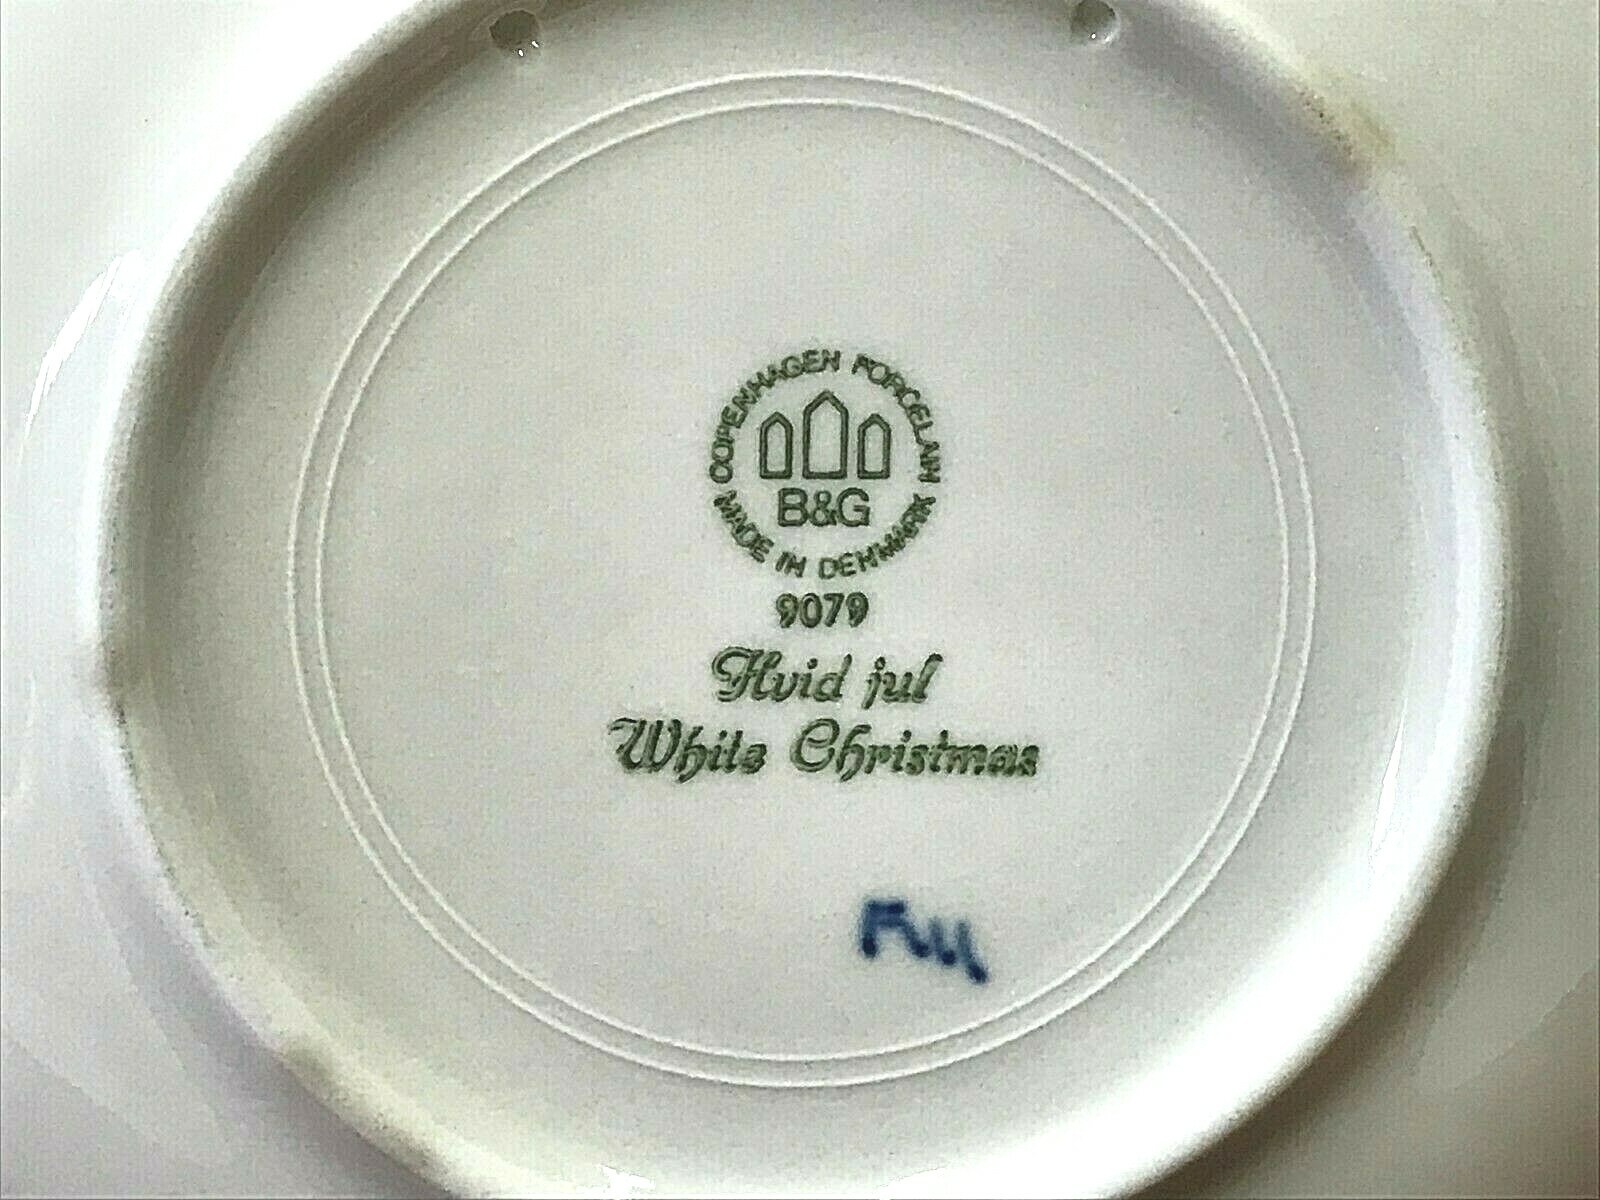 COPENHAGEN PORCELAIN
B&G
MADE IN DENMARK
9079
Hvid jul
White Christmas